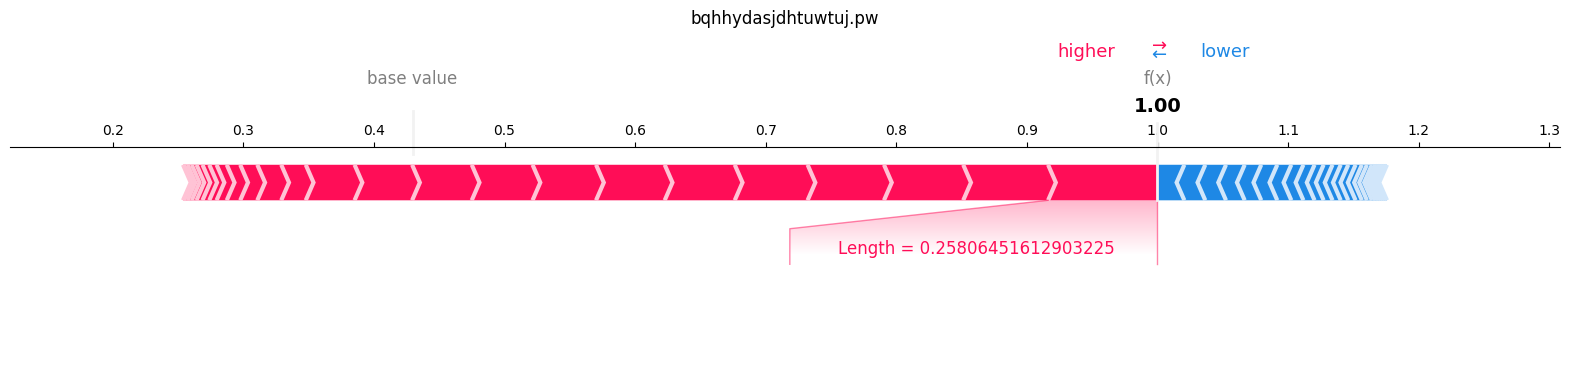 bqhhydasjdhtuwtuj.pw
higher ⇄ lower
base value f(x)
1.00
0.2 0.3 0.4 0.5 0.6 0.7 0.8 0.9 1.0 1.1 1.2 1.3
Length = 0.25806451612903225